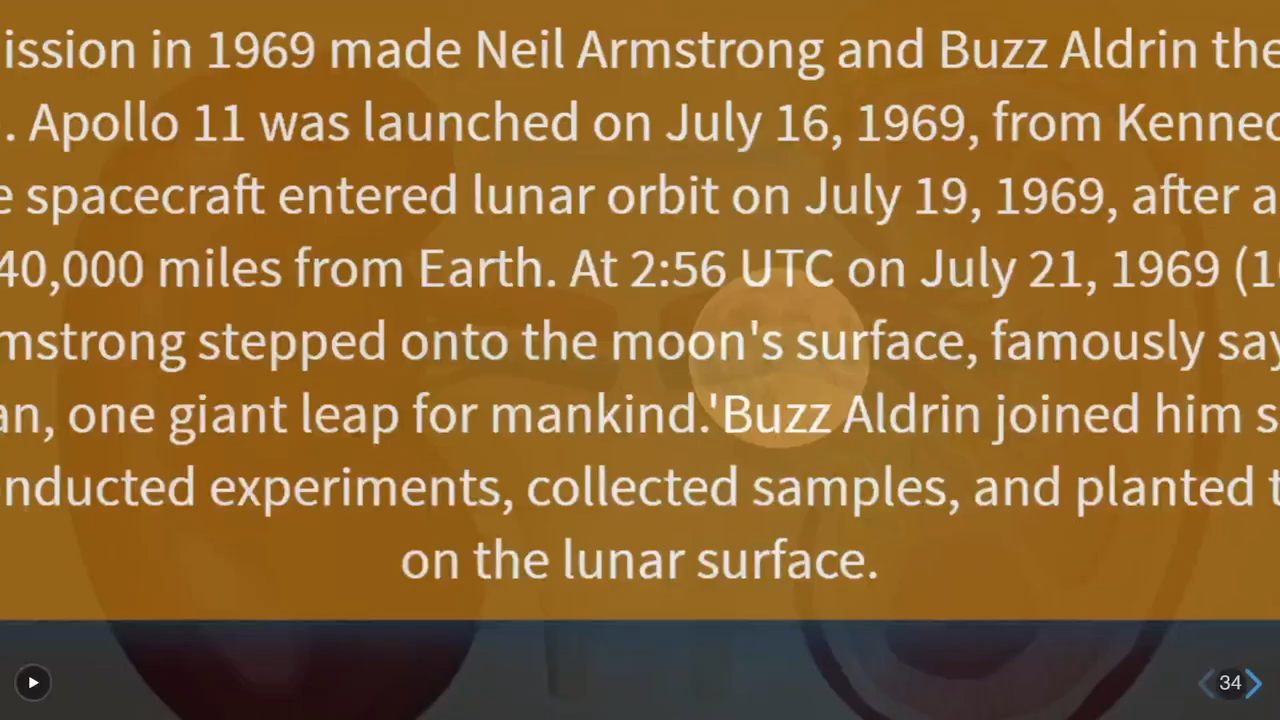 ission in 1969 made Neil Armstrong and Buzz Aldrin the
. Apollo 11 was launched on July 16, 1969, from Kenned
e spacecraft entered lunar orbit on July 19, 1969, after a
40,000 miles from Earth. At 2:56 UTC on July 21, 1969 (10
mstrong stepped onto the moon's surface, famously say
an, one giant leap for mankind.'Buzz Aldrin joined him s
nducted experiments, collected samples, and planted t
on the lunar surface.
34